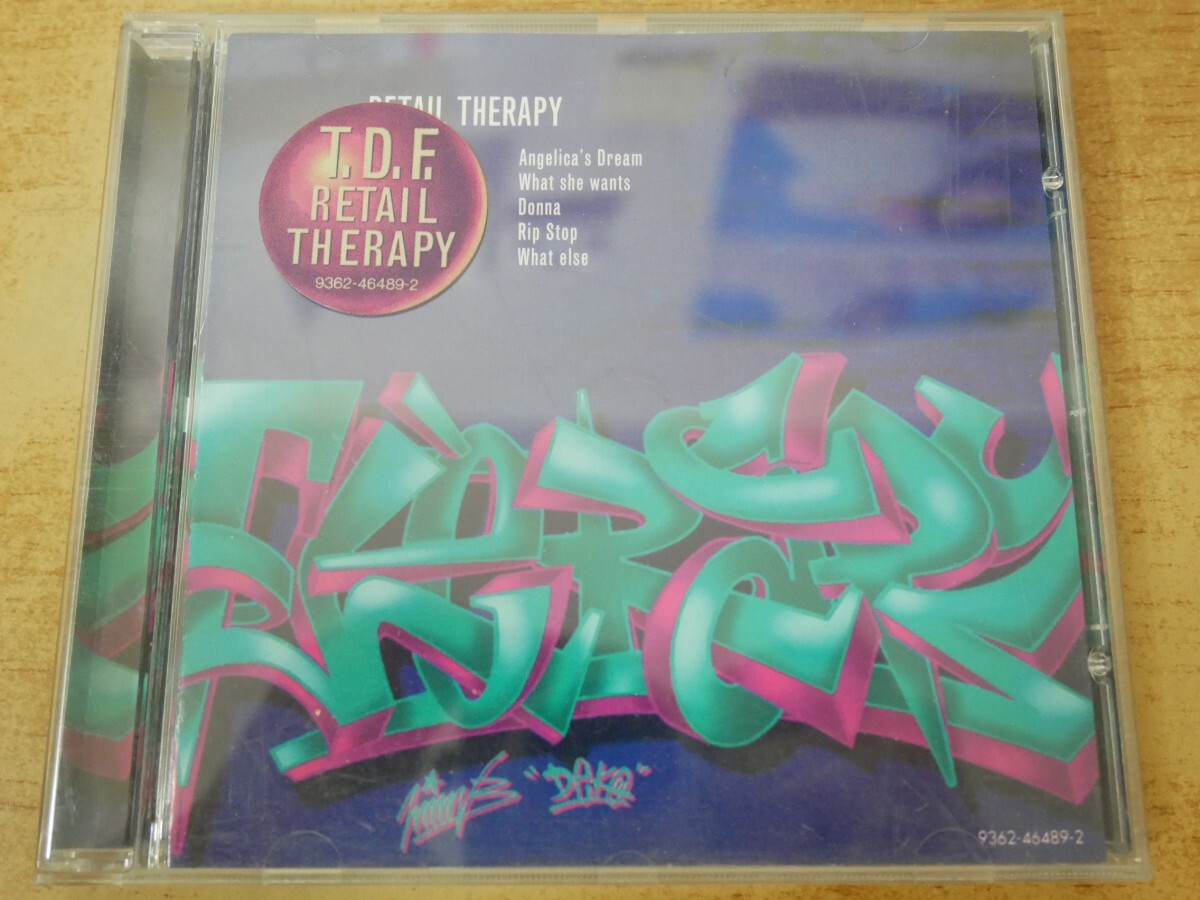 RETAIL THERAPY
T.D.F.
RETAIL
THERAPY
9362-46489-2
Angelica's Dream
What she wants
Donna
Rip Stop
What else
9362-46489-2